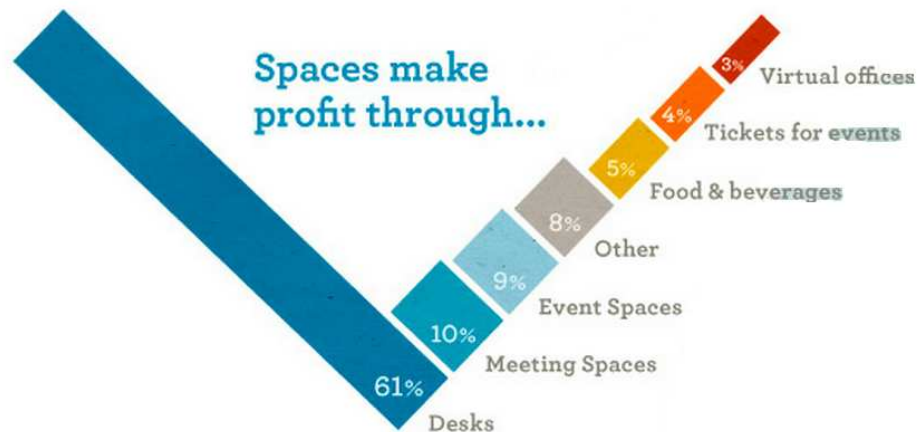 Spaces make
profit through...
3%
Virtual offices
4%
Tickets for events
5%
Food & beverages
8%
Other
9%
Event Spaces
10%
Meeting Spaces
61%
Desks